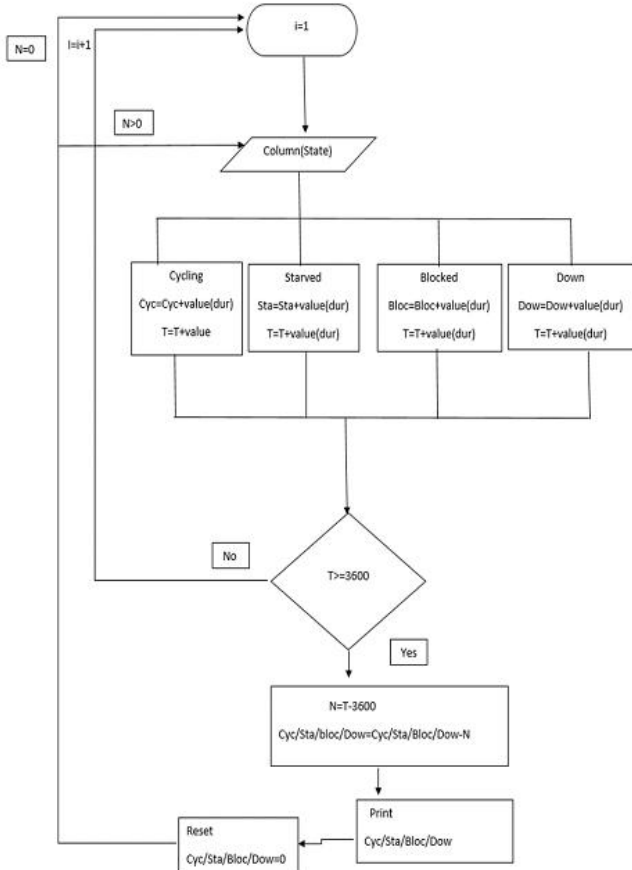 i=1
N=0
I=i+1
N>0
Column(State)
Cycling
Cyc=Cyc+value(dur)
T=T+value
Starved
Sta=Sta+value(dur)
T=T+value(dur)
Blocked
Bloc=Bloc+value(dur)
T=T+value(dur)
Down
Dow=Dow+value(dur)
T=T+value(dur)
No
T>=3600
Yes
N=T-3600
Cyc/Sta/bloc/Dow=Cyc/Sta/Bloc/Dow-N
Print
Cyc/Sta/Bloc/Dow
Reset
Cyc/Sta/Bloc/Dow=0